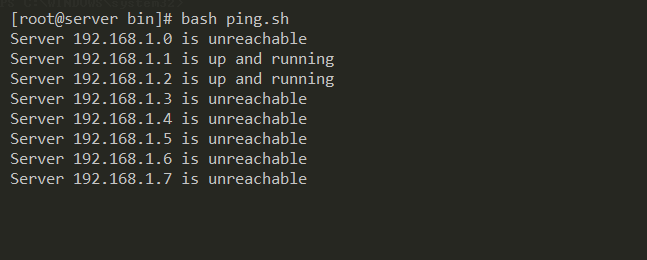 [root@server bin]# bash ping.sh
Server 192.168.1.0 is unreachable
Server 192.168.1.1 is up and running
Server 192.168.1.2 is up and running
Server 192.168.1.3 is unreachable
Server 192.168.1.4 is unreachable
Server 192.168.1.5 is unreachable
Server 192.168.1.6 is unreachable
Server 192.168.1.7 is unreachable